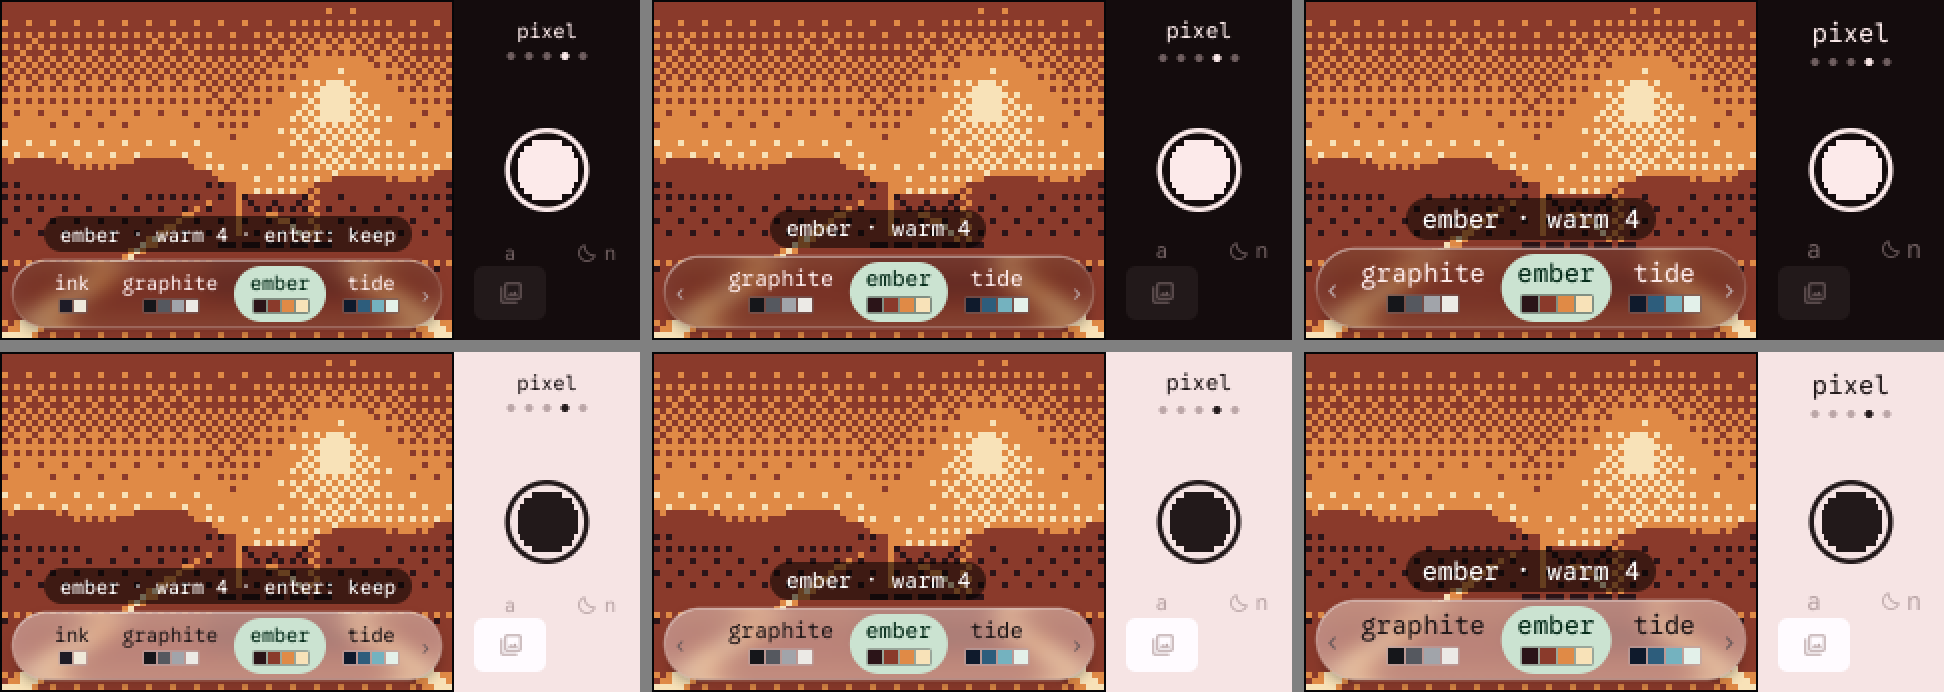 pixel
ember · warm 4 · enter: keep
a n
ink graphite ember tide ›
pixel
ember · warm 4
a n
‹ graphite ember tide ›
pixel
ember · warm 4
a n
‹ graphite ember tide ›
pixel
ember · warm 4 · enter: keep
a n
ink graphite ember tide ›
pixel
ember · warm 4
a n
‹ graphite ember tide ›
pixel
ember · warm 4
a n
‹ graphite ember tide ›